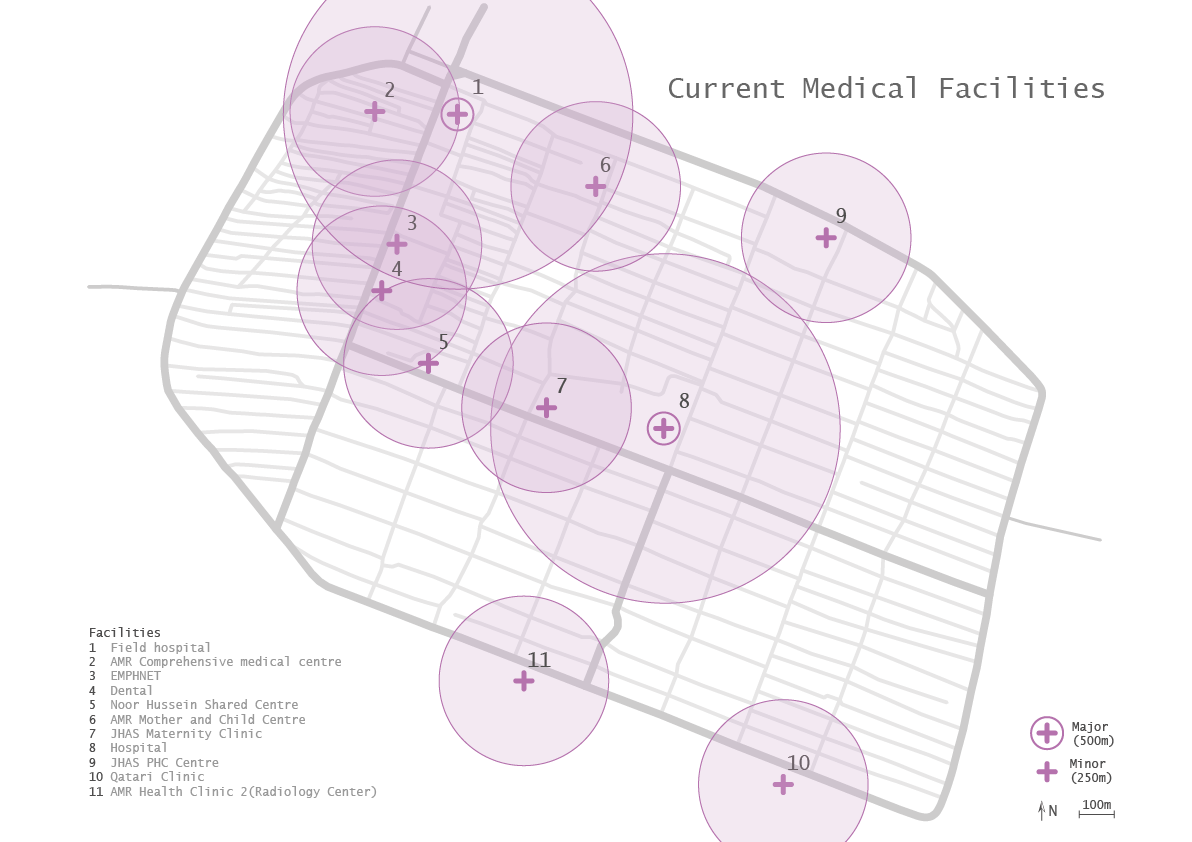 Current Medical Facilities
1
2
6
9
3
4
5
7
8
11
10
Facilities
1 Field hospital
2 AMR Comprehensive medical centre
3 EMPHNET
4 Dental
5 Noor Hussein Shared Centre
6 AMR Mother and Child Centre
7 JHAS Maternity Clinic
8 Hospital
9 JHAS PHC Centre
10 Qatari Clinic
11 AMR Health Clinic 2(Radiology Center)
Major
(500m)
Minor
(250m)
N
100m